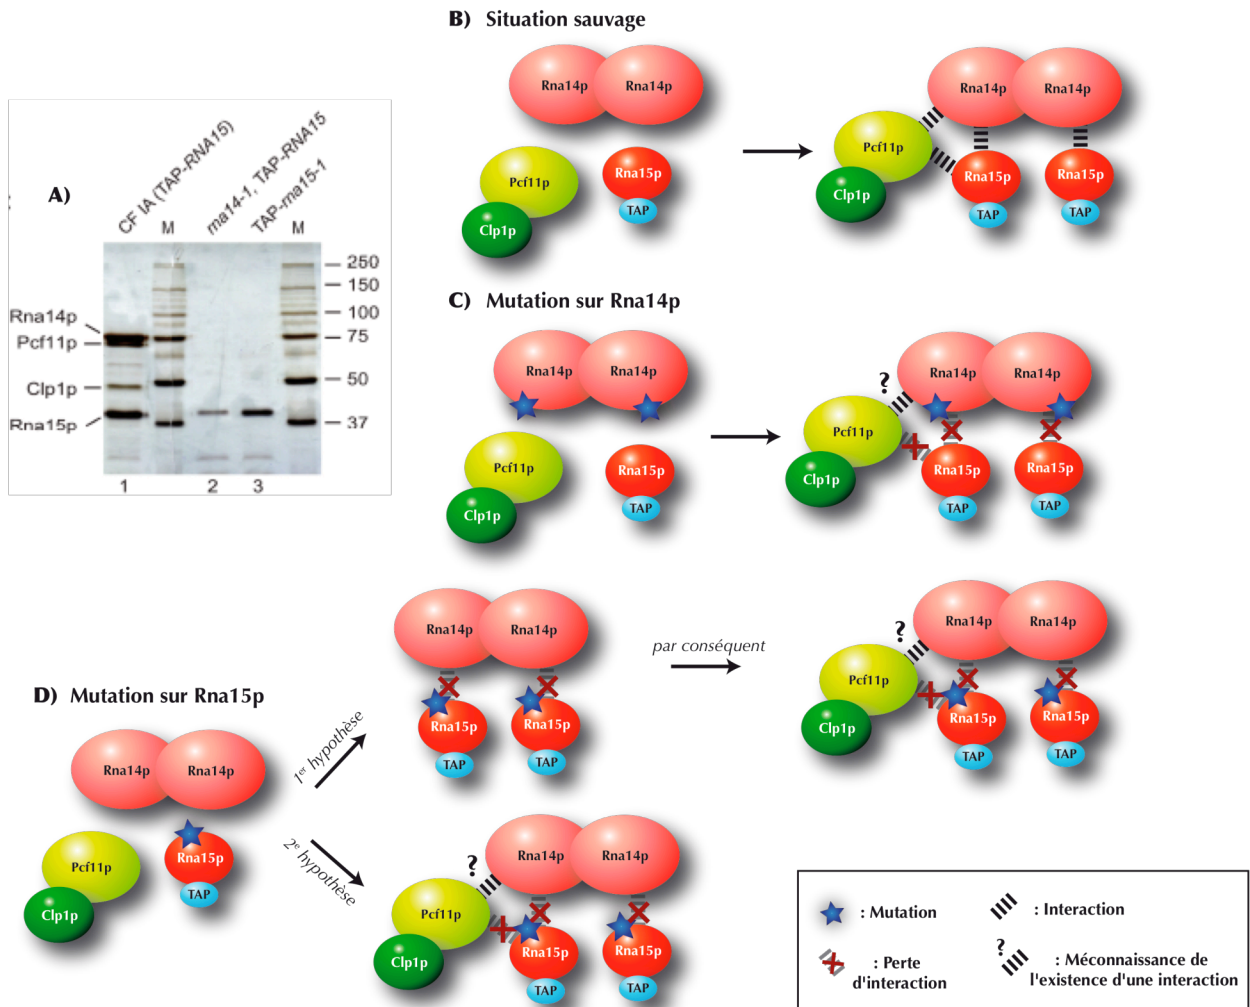 B) Situation sauvage
Rna14p
Rna14p
Pcf11p
Rna15p
TAP
Clp1p
Rna14p
Rna14p
Pcf11p
Rna15p
Rna15p
Clp1p
TAP
TAP
A)
CF IA (TAP-RNA15)
M
rna14-1, TAP-RNA15
TAP-rna15-1
M
250
150
100
75
50
37
Rna14p
Pcf11p
Clp1p
Rna15p
1
2
3
C) Mutation sur Rna14p
Rna14p
Rna14p
Pcf11p
Rna15p
TAP
Clp1p
?
Rna14p
Rna14p
Pcf11p
Rna15p
Rna15p
Clp1p
TAP
TAP
D) Mutation sur Rna15p
Rna14p
Rna14p
Pcf11p
Rna15p
TAP
Clp1p
1er hypothèse
Rna14p
Rna14p
Rna15p
Rna15p
TAP
TAP
par conséquent
?
Rna14p
Rna14p
Pcf11p
Rna15p
Rna15p
Clp1p
TAP
TAP
2e hypothèse
?
Rna14p
Rna14p
Pcf11p
Rna15p
Rna15p
Clp1p
TAP
TAP
: Mutation
: Interaction
: Perte
d'interaction
?
: Méconnaissance de
l'existence d'une interaction